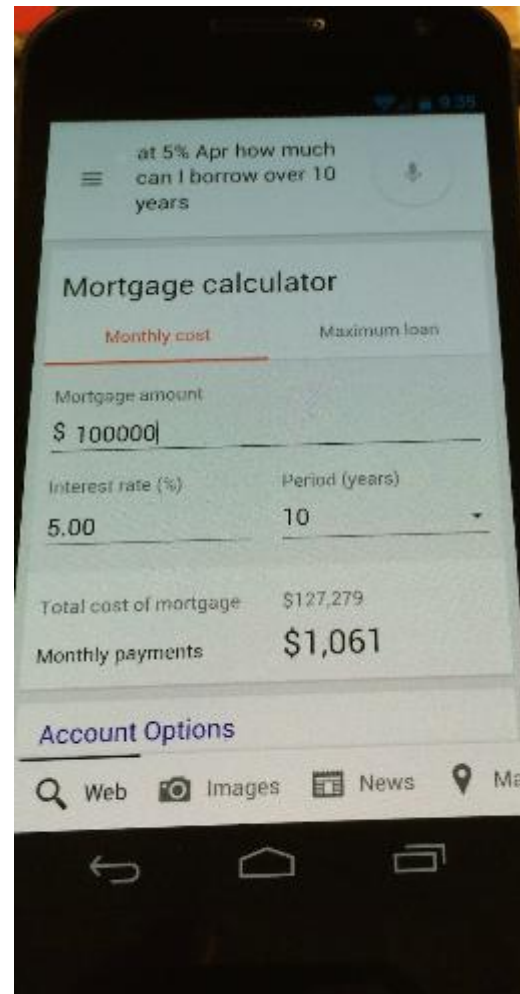 9:35
at 5% Apr how much
can I borrow over 10
years
Mortgage calculator
Monthly cost Maximum loan
Mortgage amount
$ 100000
Interest rate (%) Period (years)
5.00 10
Total cost of mortgage $127,279
Monthly payments $1,061
Account Options
Web Images News Ma